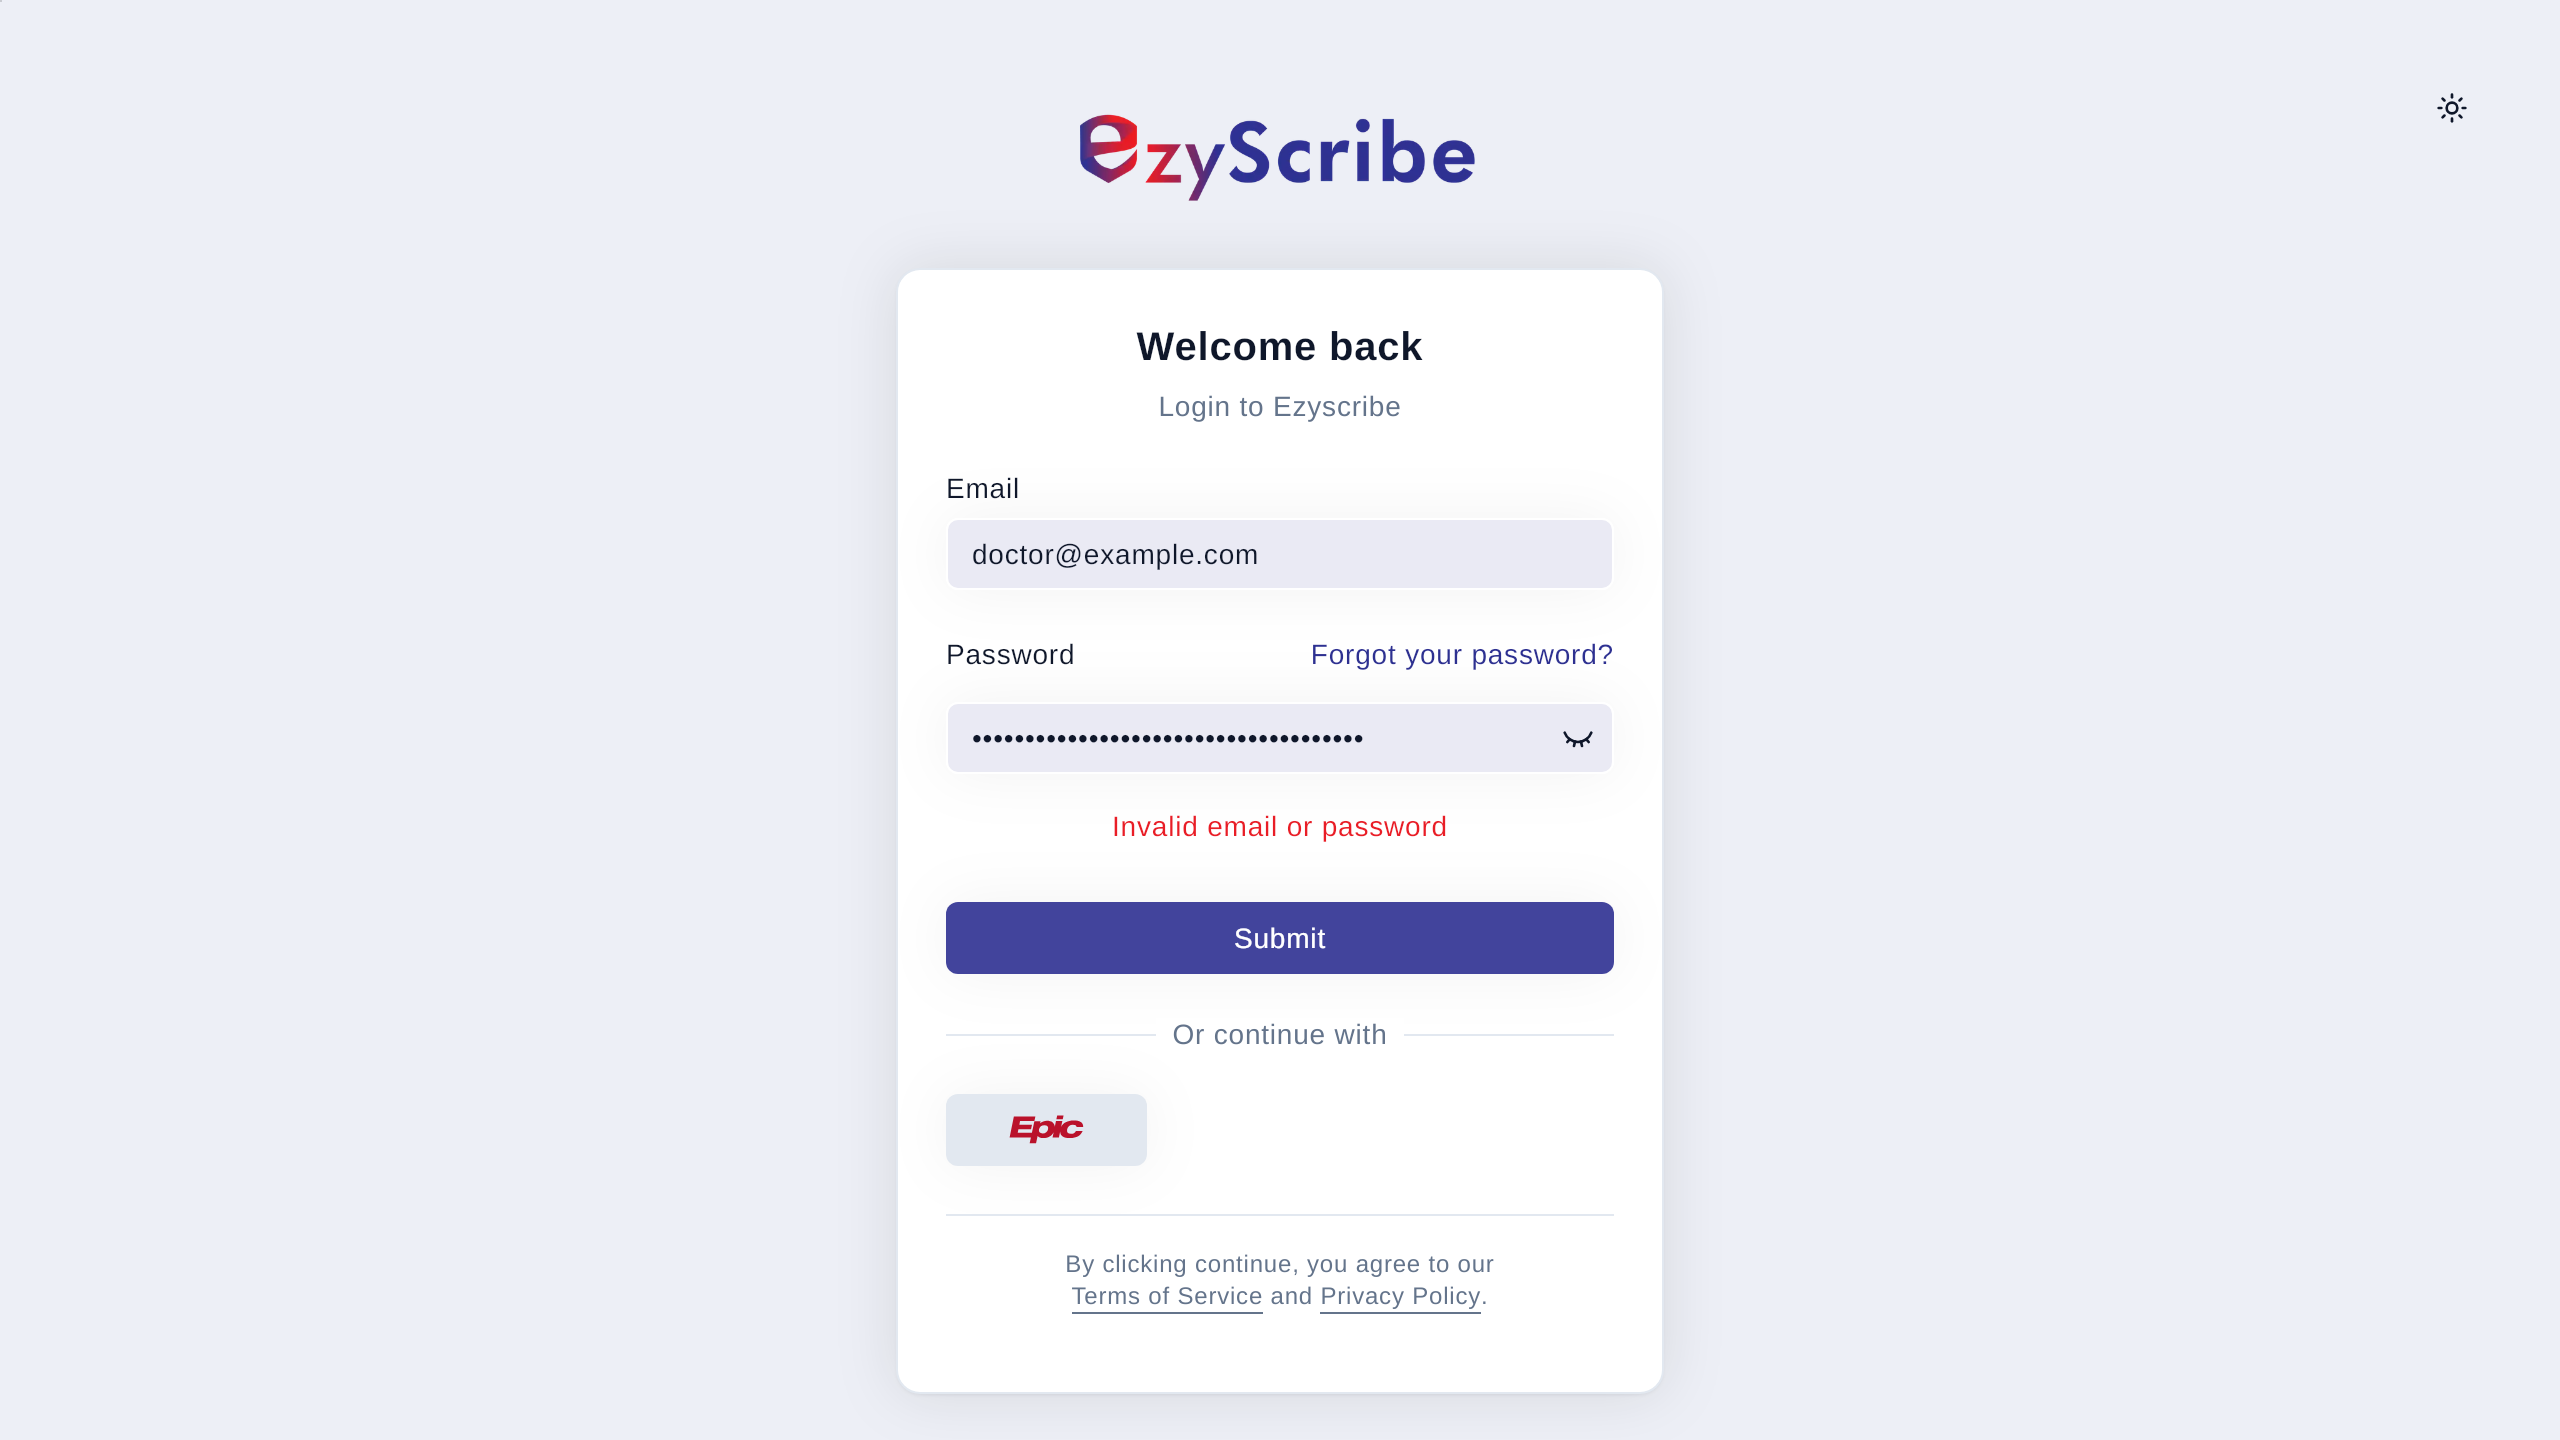 ezyScribe
Welcome back
Login to Ezyscribe
Email
doctor@example.com
Password
Forgot your password?
•••••••••••••••••••••••••••••••••••••
Invalid email or password
Submit
Or continue with
Epic
By clicking continue, you agree to our
Terms of Service and Privacy Policy.